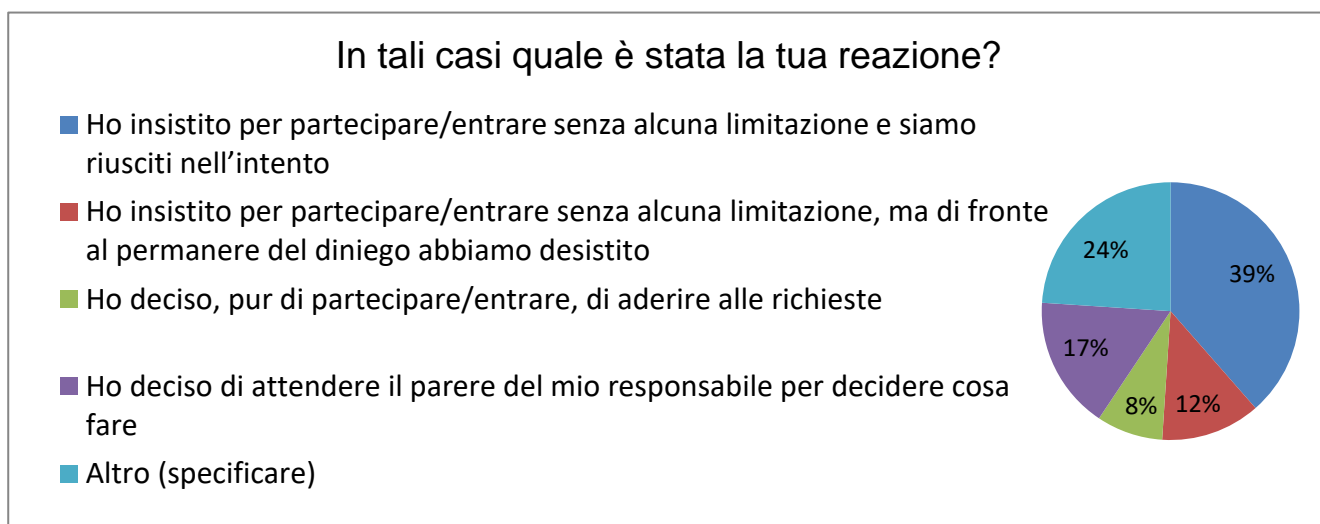 In tali casi quale è stata la tua reazione?
Ho insistito per partecipare/entrare senza alcuna limitazione e siamo
riusciti nell’intento
Ho insistito per partecipare/entrare senza alcuna limitazione, ma di fronte
al permanere del diniego abbiamo desistito
Ho deciso, pur di partecipare/entrare, di aderire alle richieste
Ho deciso di attendere il parere del mio responsabile per decidere cosa
fare
Altro (specificare)
39%
12%
8%
17%
24%